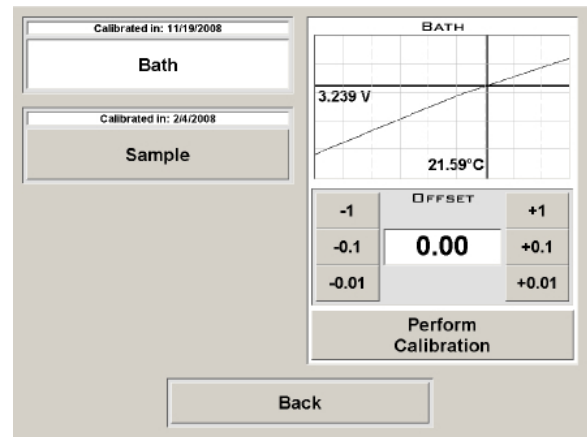 Calibrated in: 11/19/2008
Bath
Calibrated in: 2/4/2008
Sample
BATH
3.239 V
21.59°C
OFFSET
-1
+1
-0.1
0.00
+0.1
-0.01
+0.01
Perform
Calibration
Back